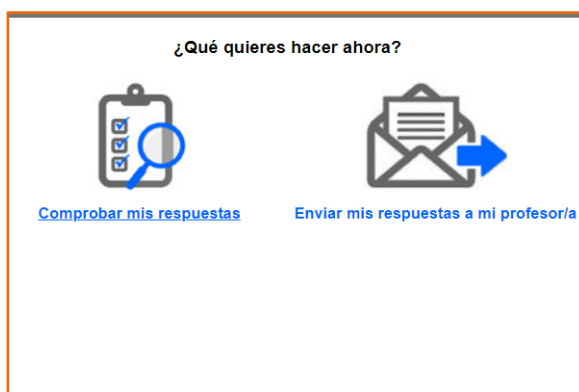 ¿Qué quieres hacer ahora?
Comprobar mis respuestas
Enviar mis respuestas a mi profesor/a